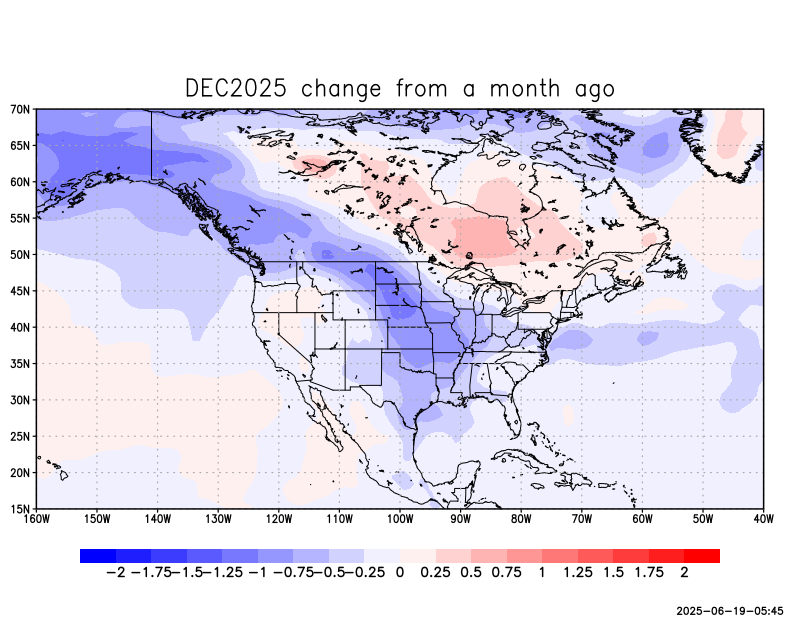 DEC2025 change from a month ago
70N
65N
60N
55N
50N
45N
40N
35N
30N
25N
20N
15N
160W 150W 140W 130W 120W 110W 100W 90W 80W 70W 60W 50W 40W
-2 -1.75 -1.5 -1.25 -1 -0.75 -0.5 -0.25 0 0.25 0.5 0.75 1 1.25 1.5 1.75 2
2025-06-19-05:45